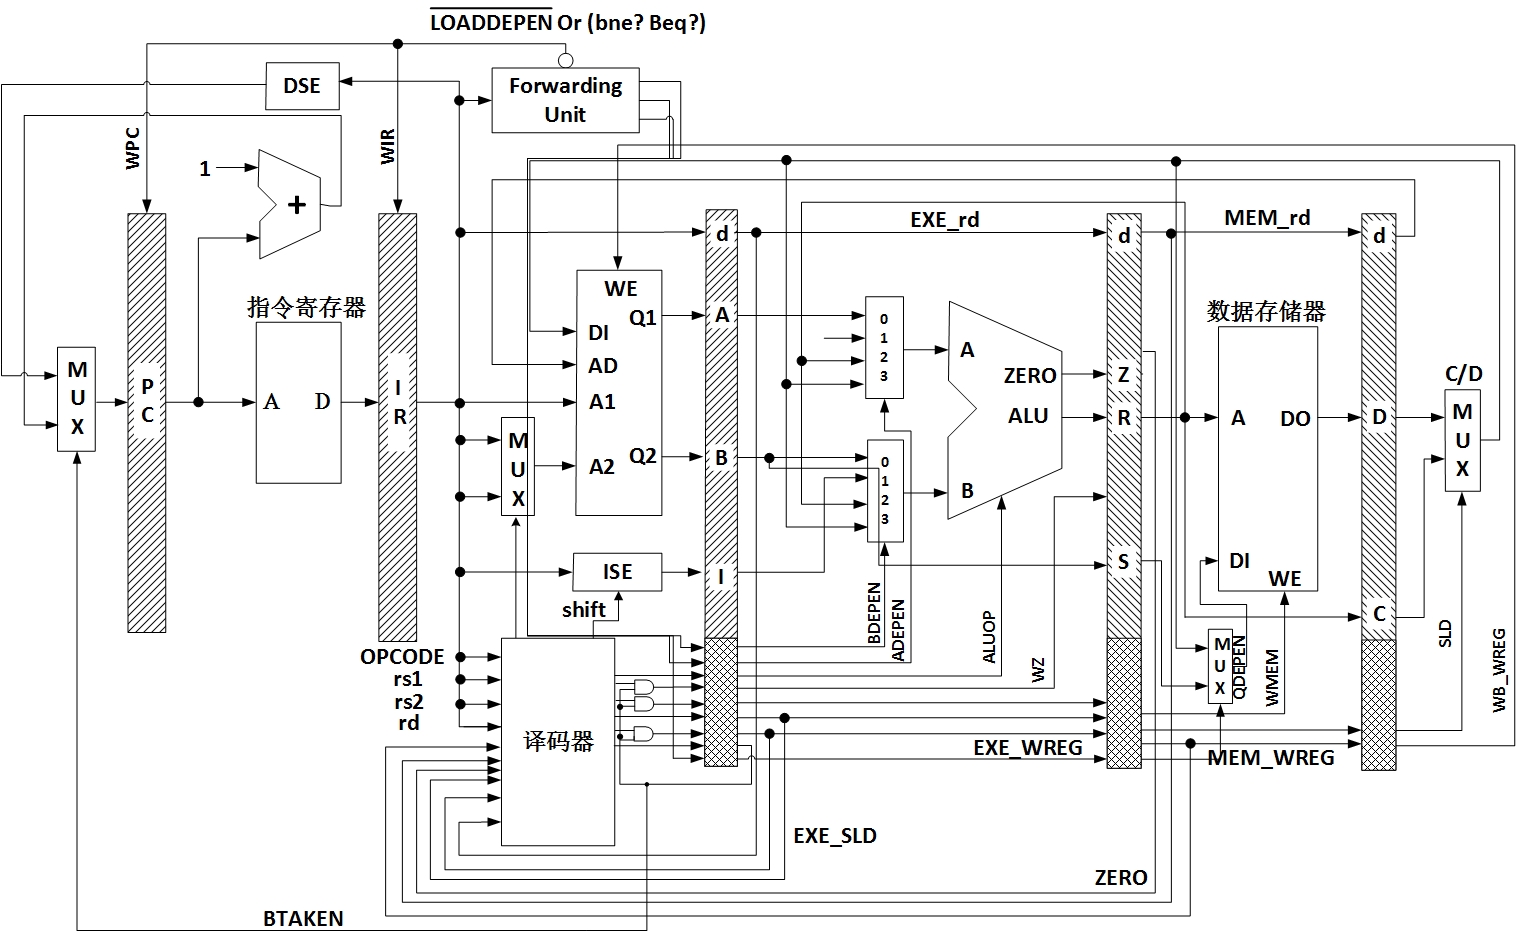 LOADDEPEN Or (bne? Beq?)
DSE
Forwarding
Unit
WPC
WIR
1
+
指令寄存器
A
D
MUX
PC
IR
d
A
B
I
WE
Q1
DI
AD
A1
A2
Q2
MUX
ISE
shift
OPCODE
rs1
rs2
rd
译码器
EXE_rd
0
1
2
3
0
1
2
3
A
ZERO
ALU
B
BDEPEN
ADEPEN
ALUOP
WZ
d
Z
R
S
MEM_rd
数据存储器
A
DO
DI
WE
MUX
QDEPEN
WMEM
d
D
C
C/D
MUX
SLD
WB_WREG
EXE_WREG
MEM_WREG
EXE_SLD
ZERO
BTAKEN